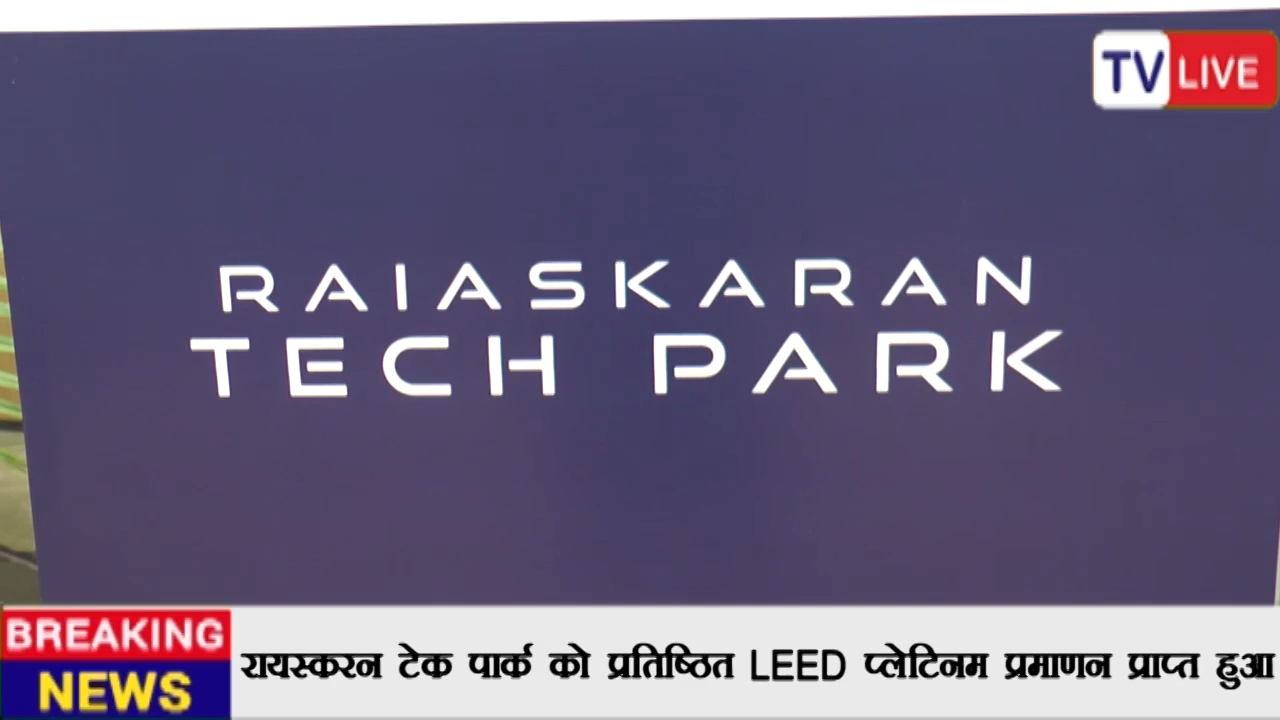 TV LIVE
RAIASKARAN
TECH PARK
BREAKING
NEWS
रायस्करन टेक पार्क को प्रतिष्ठित LEED प्लेटिनम प्रमाणन प्राप्त हुआ